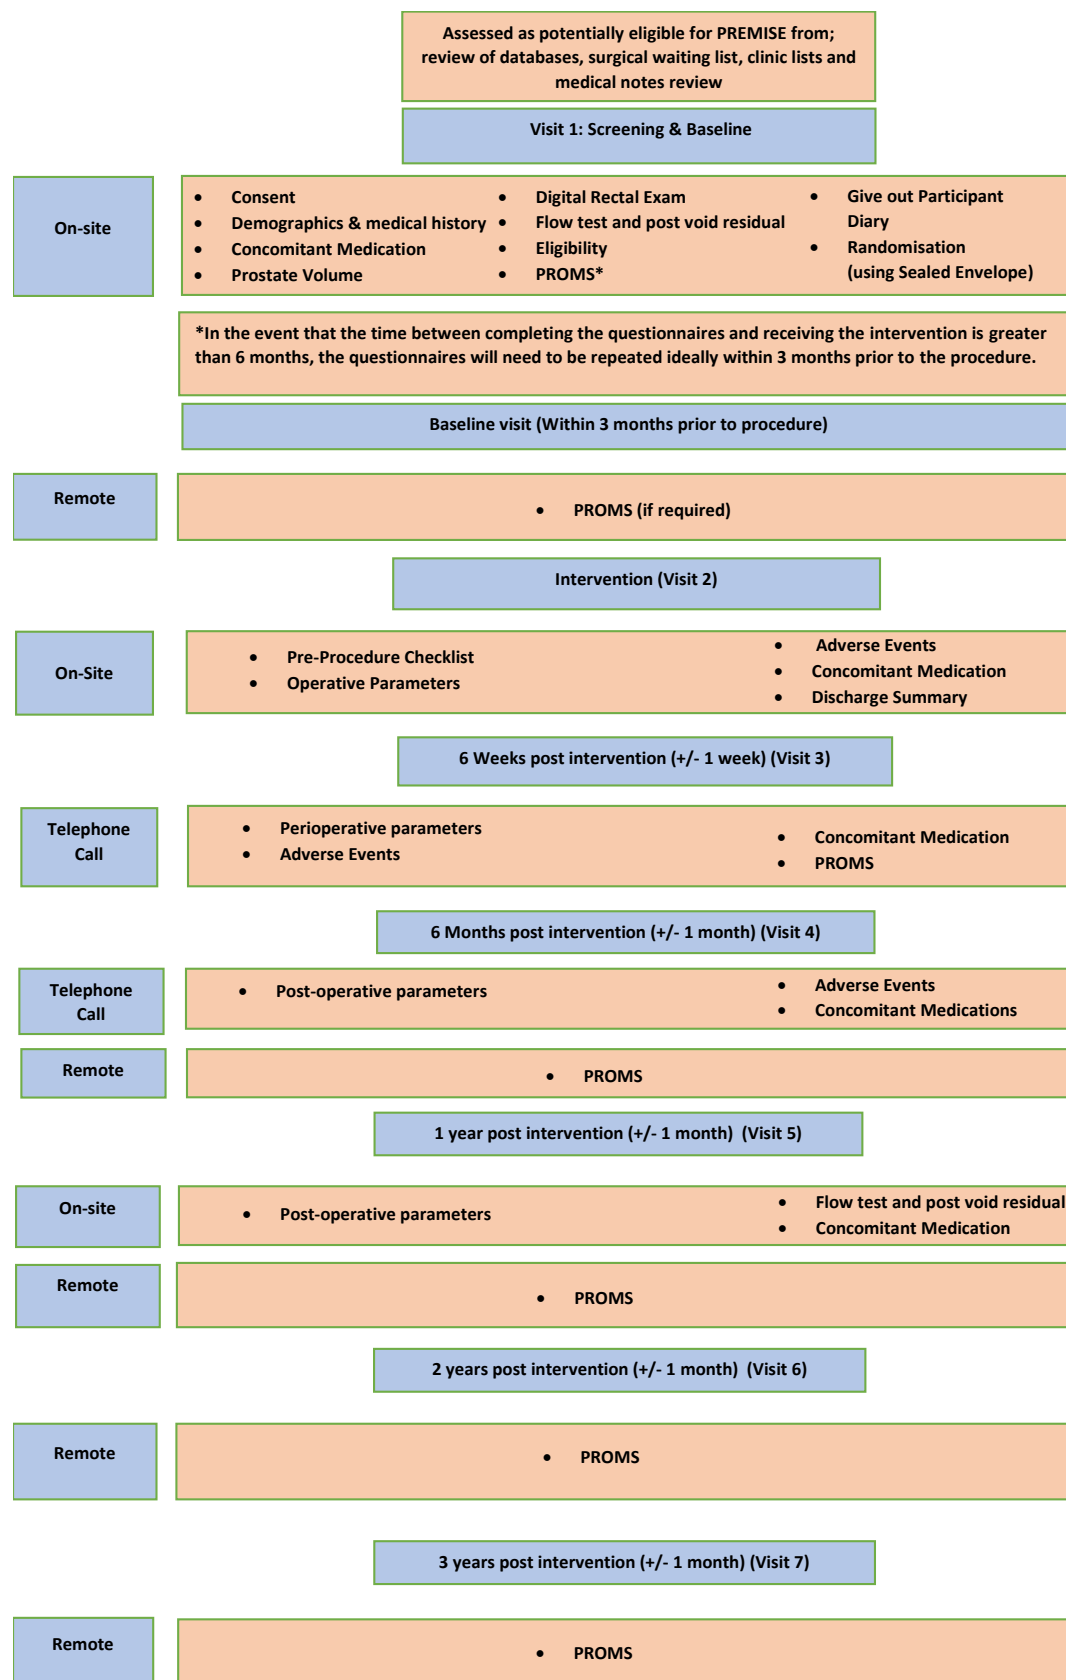 Assessed as potentially eligible for PREMISE from;
review of databases, surgical waiting list, clinic lists and
medical notes review
Visit 1: Screening & Baseline
On-site
• Consent
• Demographics & medical history
• Concomitant Medication
• Prostate Volume
• Digital Rectal Exam
• Flow test and post void residual
• Eligibility
• PROMS*
• Give out Participant
Diary
• Randomisation
(using Sealed Envelope)
*In the event that the time between completing the questionnaires and receiving the intervention is greater
than 6 months, the questionnaires will need to be repeated ideally within 3 months prior to the procedure.
Baseline visit (Within 3 months prior to procedure)
Remote
• PROMS (if required)
Intervention (Visit 2)
On-Site
• Pre-Procedure Checklist
• Operative Parameters
• Adverse Events
• Concomitant Medication
• Discharge Summary
6 Weeks post intervention (+/- 1 week) (Visit 3)
Telephone
Call
• Perioperative parameters
• Adverse Events
• Concomitant Medication
• PROMS
6 Months post intervention (+/- 1 month) (Visit 4)
Telephone
Call
• Post-operative parameters
• Adverse Events
• Concomitant Medications
Remote
• PROMS
1 year post intervention (+/- 1 month) (Visit 5)
On-site
• Post-operative parameters
• Flow test and post void residual
• Concomitant Medication
Remote
• PROMS
2 years post intervention (+/- 1 month) (Visit 6)
Remote
• PROMS
3 years post intervention (+/- 1 month) (Visit 7)
Remote
• PROMS